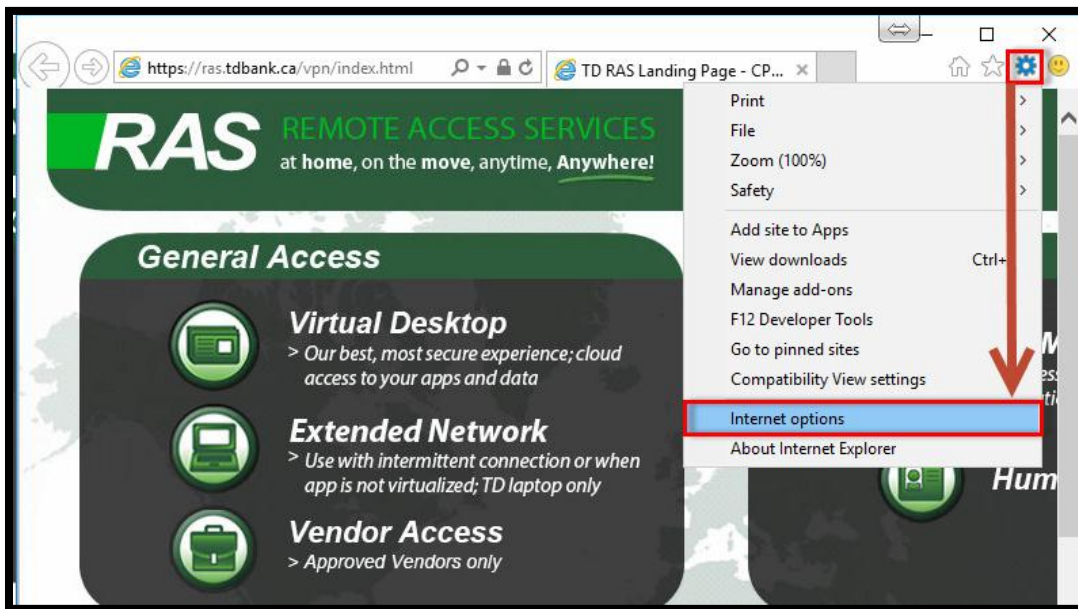 https://ras.tdbank.ca/vpn/index.html
TD RAS Landing Page - CP...
RAS
REMOTE ACCESS SERVICES
at home, on the move, anytime, Anywhere!
Print
File
Zoom (100%)
Safety
Add site to Apps
View downloads Ctrl+
Manage add-ons
F12 Developer Tools
Go to pinned sites
Compatibility View settings
Internet options
About Internet Explorer
General Access
Virtual Desktop
> Our best, most secure experience; cloud
access to your apps and data
Extended Network
> Use with intermittent connection or when
app is not virtualized; TD laptop only
Vendor Access
> Approved Vendors only
Hum